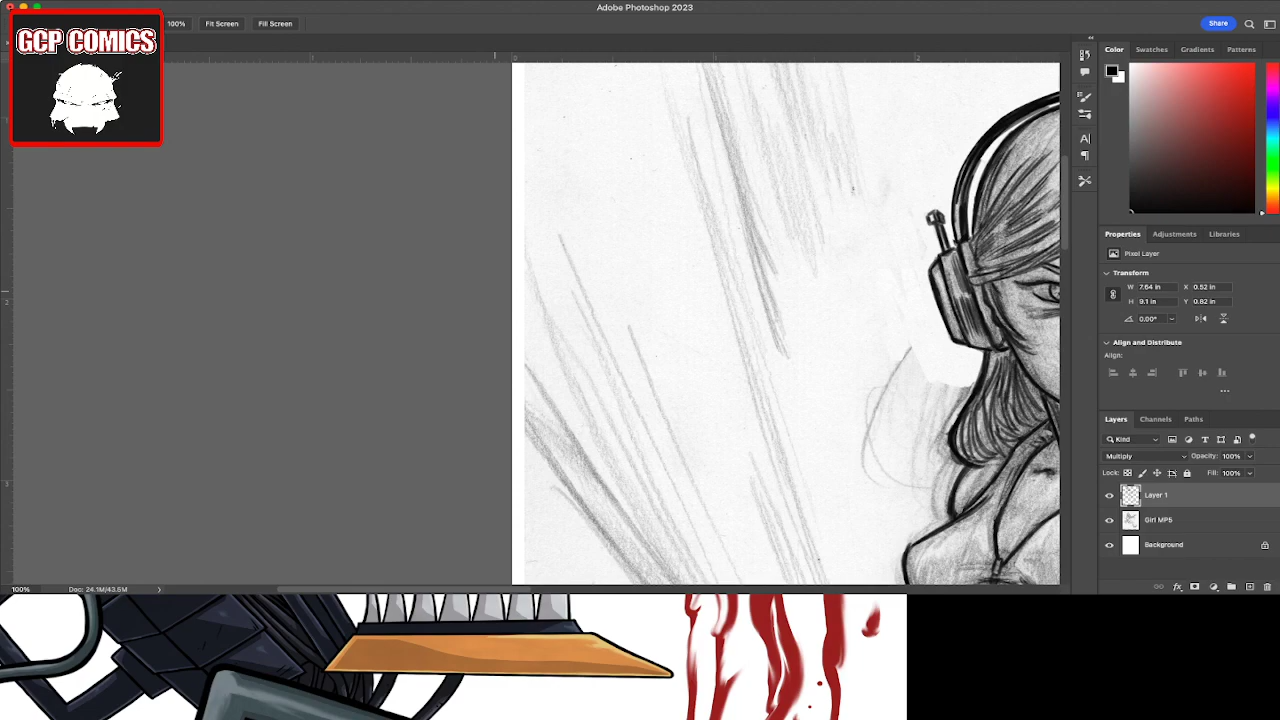 Adobe Photoshop 2023
GCP COMICS
100% Fit Screen Fill Screen
Share
Color Swatches Gradients Patterns
Properties Adjustments Libraries
Pixel Layer
Transform
W 7.64 in X 0.52 in
H 9.1 in Y 0.82 in
0.00°
Align and Distribute
Align:
Layers Channels Paths
Kind
Multiply Opacity: 100%
Lock: Fill: 100%
Layer 1
Girl MP5
Background
100% Doc: 24.1M/43.5M